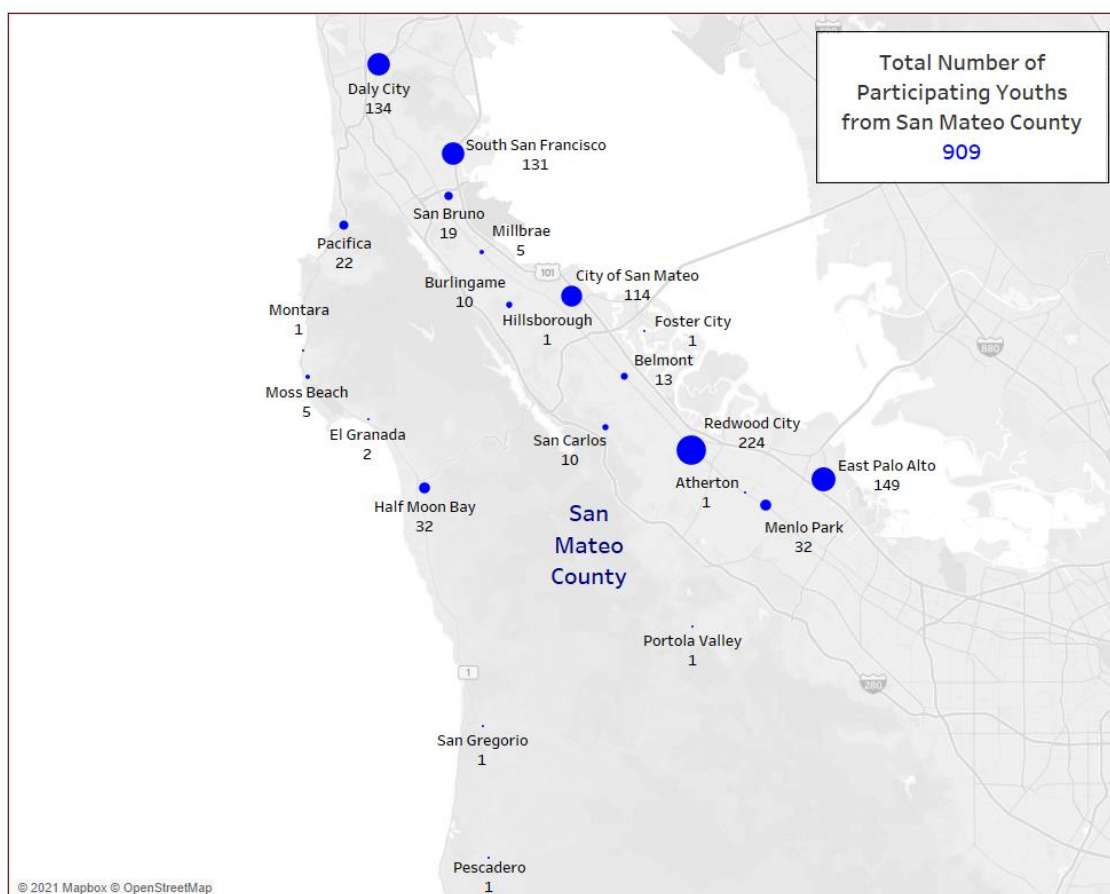 Total Number of
Participating Youths
from San Mateo County
909
Daly City
134
South San Francisco
131
San Bruno
19
Millbrae
5
Pacifica
22
101
City of San Mateo
114
Burlingame
10
Hillsborough
1
Montara
1
Foster City
1
880
Belmont
13
Moss Beach
5
El Granada
2
San Carlos
10
Redwood City
224
East Palo Alto
149
Atherton
1
Half Moon Bay
32
Menlo Park
32
San
Mateo
County
Portola Valley
1
1
280
San Gregorio
1
Pescadero
1
© 2021 Mapbox © OpenStreetMap